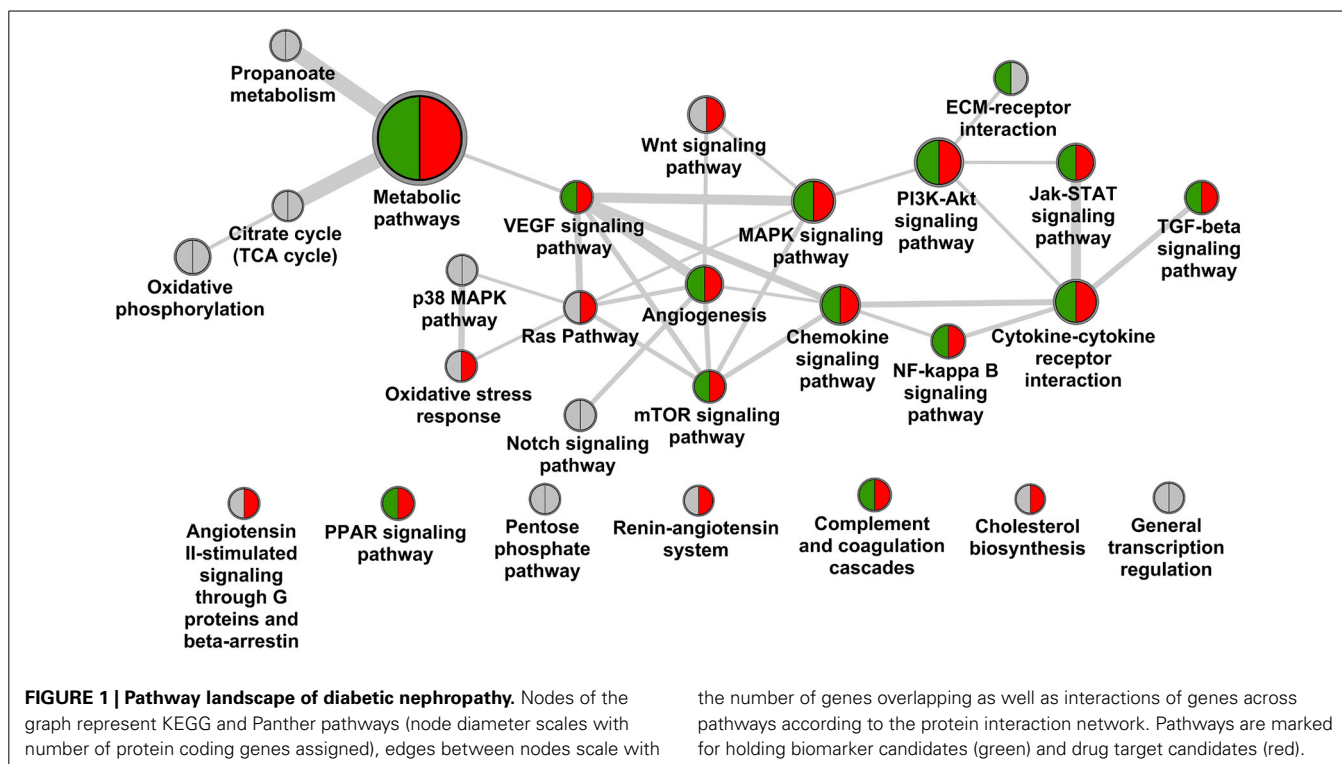 Propanoate
metabolism
Metabolic
pathways
Citrate cycle
(TCA cycle)
Oxidative
phosphorylation
Wnt signaling
pathway
ECM-receptor
interaction
VEGF signaling
pathway
MAPK signaling
pathway
PI3K-Akt
signaling
pathway
Jak-STAT
signaling
pathway
TGF-beta
signaling
pathway
p38 MAPK
pathway
Ras Pathway
Angiogenesis
Chemokine
signaling
pathway
NF-kappa B
signaling
pathway
Cytokine-cytokine
receptor
interaction
Oxidative stress
response
Notch signaling
pathway
mTOR signaling
pathway
Angiotensin
II-stimulated
signaling
through G
proteins and
beta-arrestin
PPAR signaling
pathway
Pentose
phosphate
pathway
Renin-angiotensin
system
Complement
and coagulation
cascades
Cholesterol
biosynthesis
General
transcription
regulation
FIGURE 1 | Pathway landscape of diabetic nephropathy. Nodes of the
graph represent KEGG and Panther pathways (node diameter scales with
number of protein coding genes assigned), edges between nodes scale with
the number of genes overlapping as well as interactions of genes across
pathways according to the protein interaction network. Pathways are marked
for holding biomarker candidates (green) and drug target candidates (red).